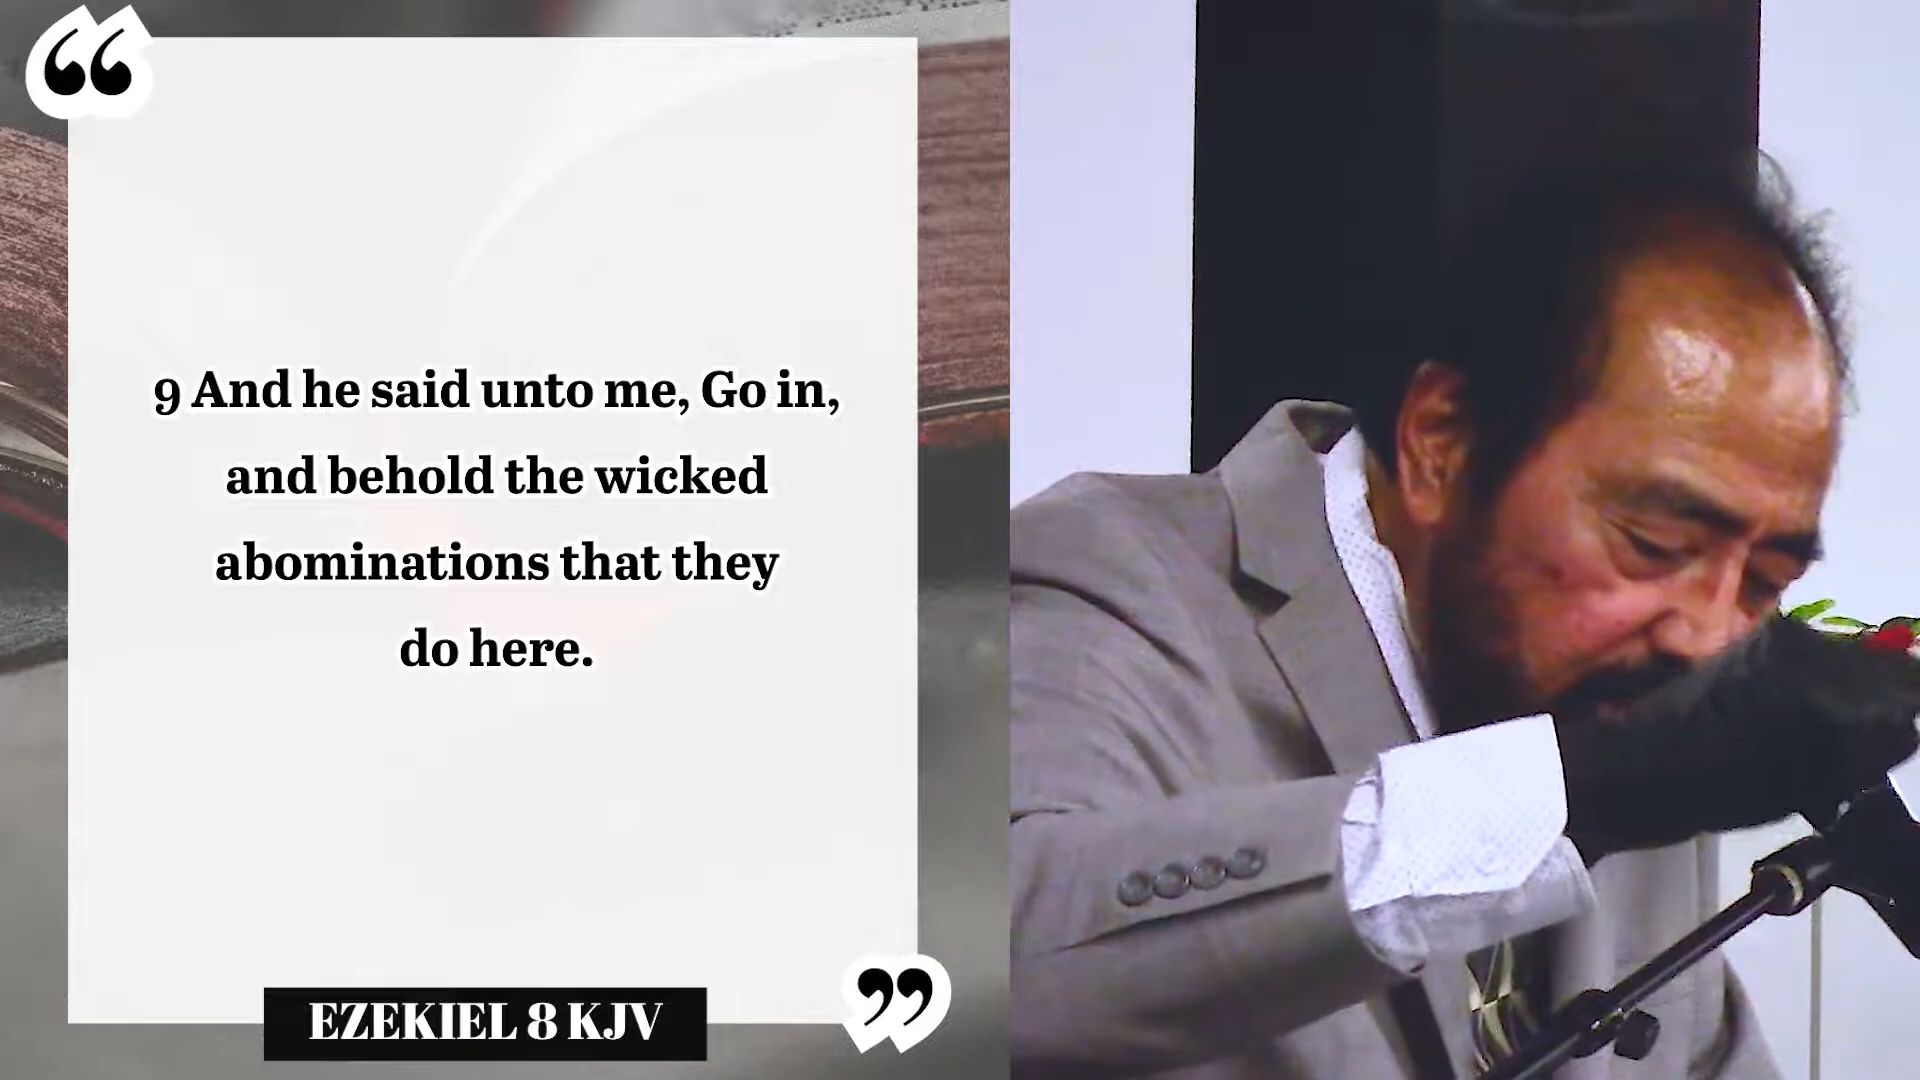 9 And he said unto me, Go in,
and behold the wicked
abominations that they
do here.
EZEKIEL 8 KJV